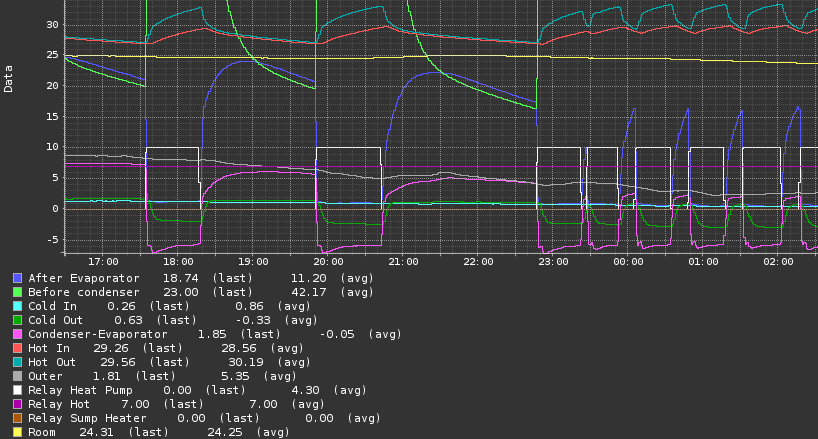 30
25
20
15
10
5
0
-5
Data
17:00 18:00 19:00 20:00 21:00 22:00 23:00 00:00 01:00 02:00
After Evaporator 18.74 (last) 11.20 (avg)
Before condenser 23.00 (last) 42.17 (avg)
Cold In 0.26 (last) 0.86 (avg)
Cold Out 0.63 (last) -0.33 (avg)
Condenser-Evaporator 1.85 (last) -0.05 (avg)
Hot In 29.26 (last) 28.56 (avg)
Hot Out 29.56 (last) 30.19 (avg)
Outer 1.81 (last) 5.35 (avg)
Relay Heat Pump 0.00 (last) 4.30 (avg)
Relay Hot 7.00 (last) 7.00 (avg)
Relay Sump Heater 0.00 (last) 0.00 (avg)
Room 24.31 (last) 24.25 (avg)